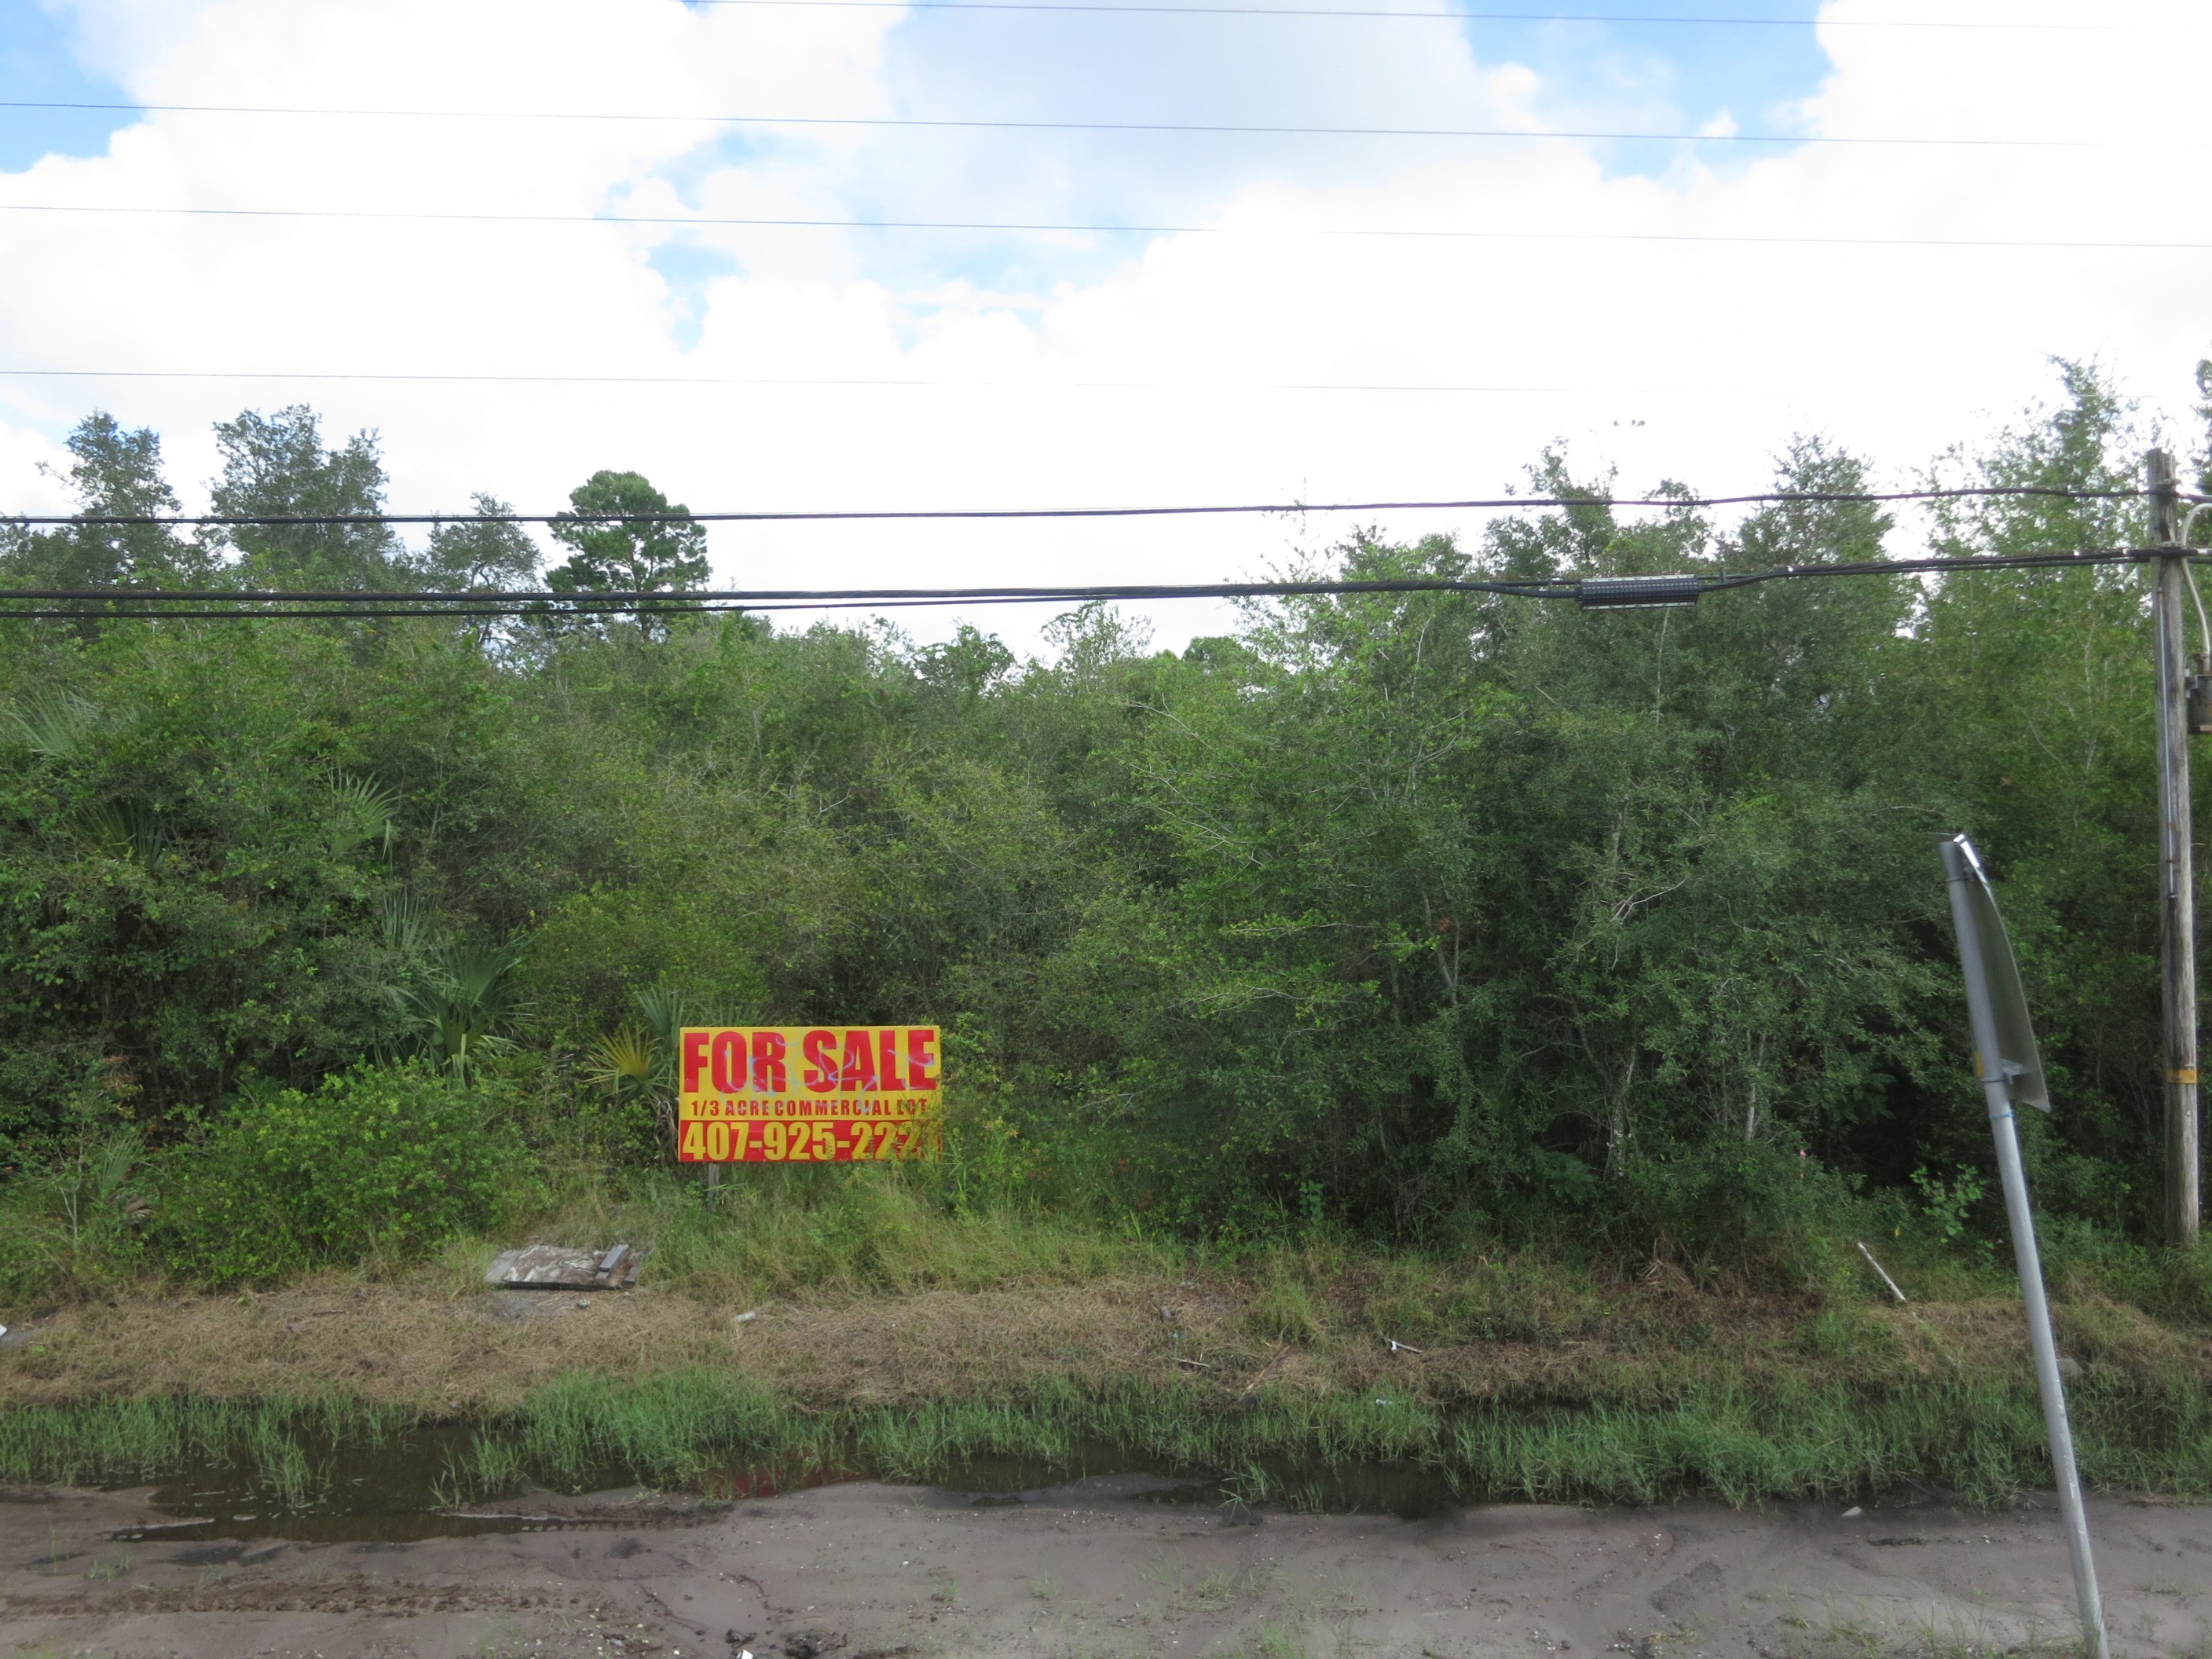 FOR SALE
1/3 ACRE COMMERCIAL LOT